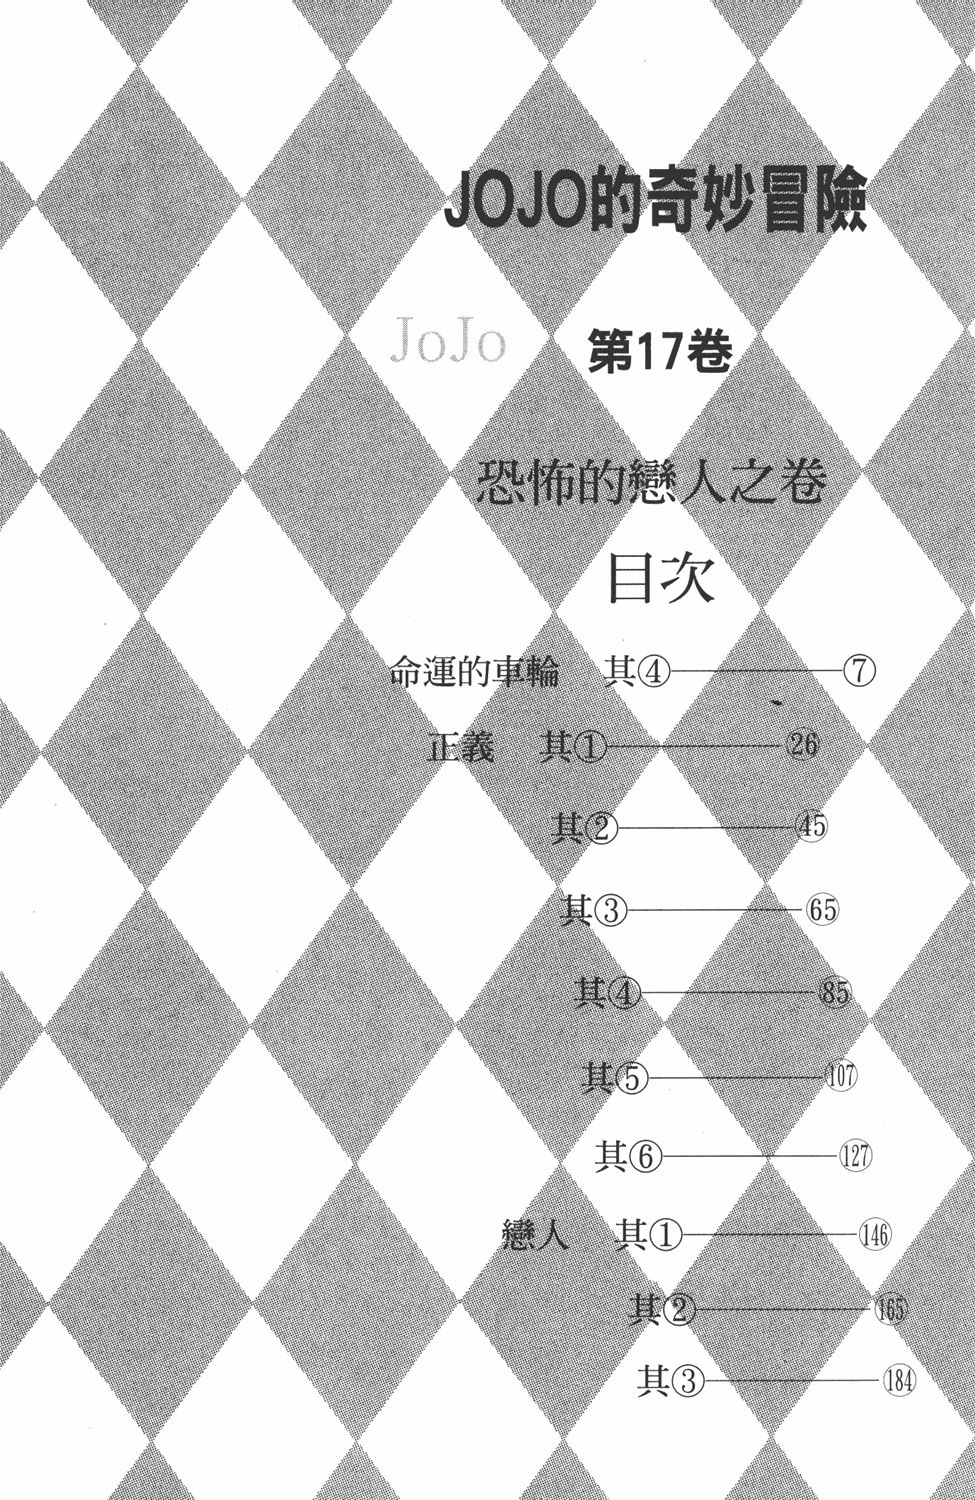 JOJO的奇妙冒險
JoJo 第17卷
恐怖的戀人之卷
目次
命運的車輪 其④ ⑦
正義 其① ㉖
其② ㊺
其③ 65
其④ 85
其⑤ 107
其⑥ 127
戀人 其① 146
其② 165
其③ 184